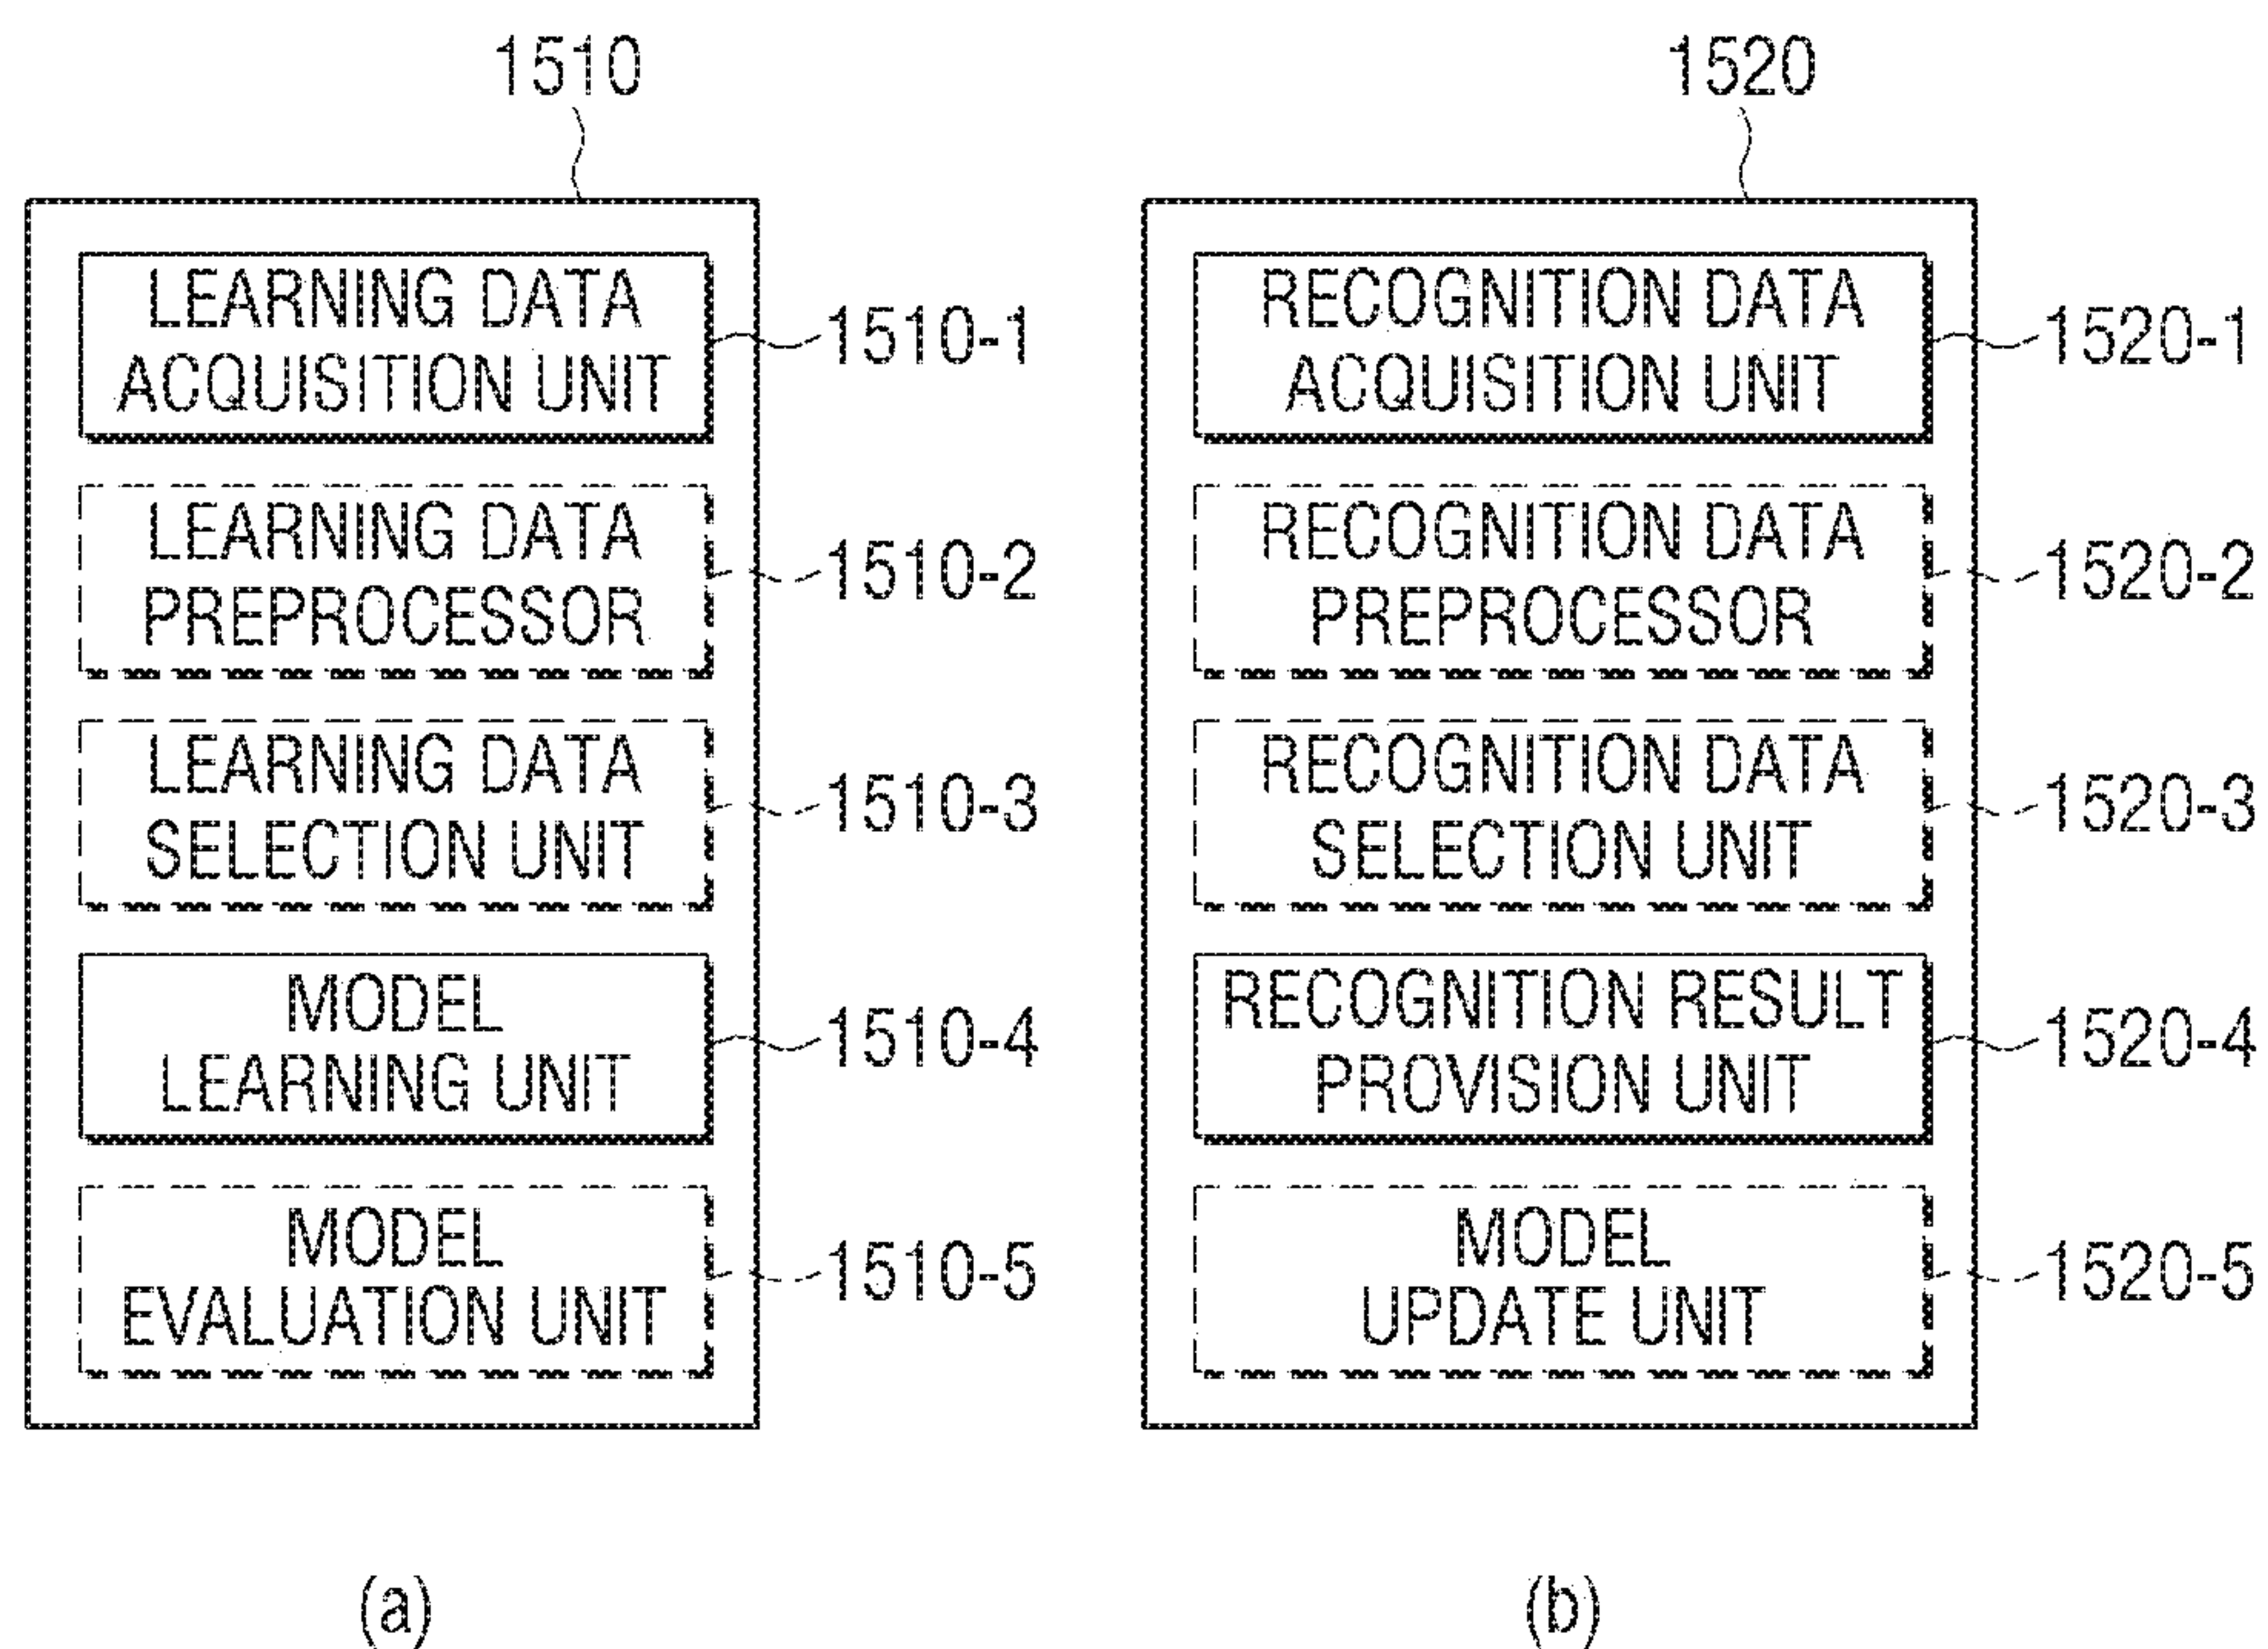 1510
LEARNING DATA
ACQUISITION UNIT
1510-1
LEARNING DATA
PREPROCESSOR
1510-2
LEARNING DATA
SELECTION UNIT
1510-3
MODEL
LEARNING UNIT
1510-4
MODEL
EVALUATION UNIT
1510-5
(a)
1520
RECOGNITION DATA
ACQUISITION UNIT
1520-1
RECOGNITION DATA
PREPROCESSOR
1520-2
RECOGNITION DATA
SELECTION UNIT
1520-3
RECOGNITION RESULT
PROVISION UNIT
1520-4
MODEL
UPDATE UNIT
1520-5
(b)